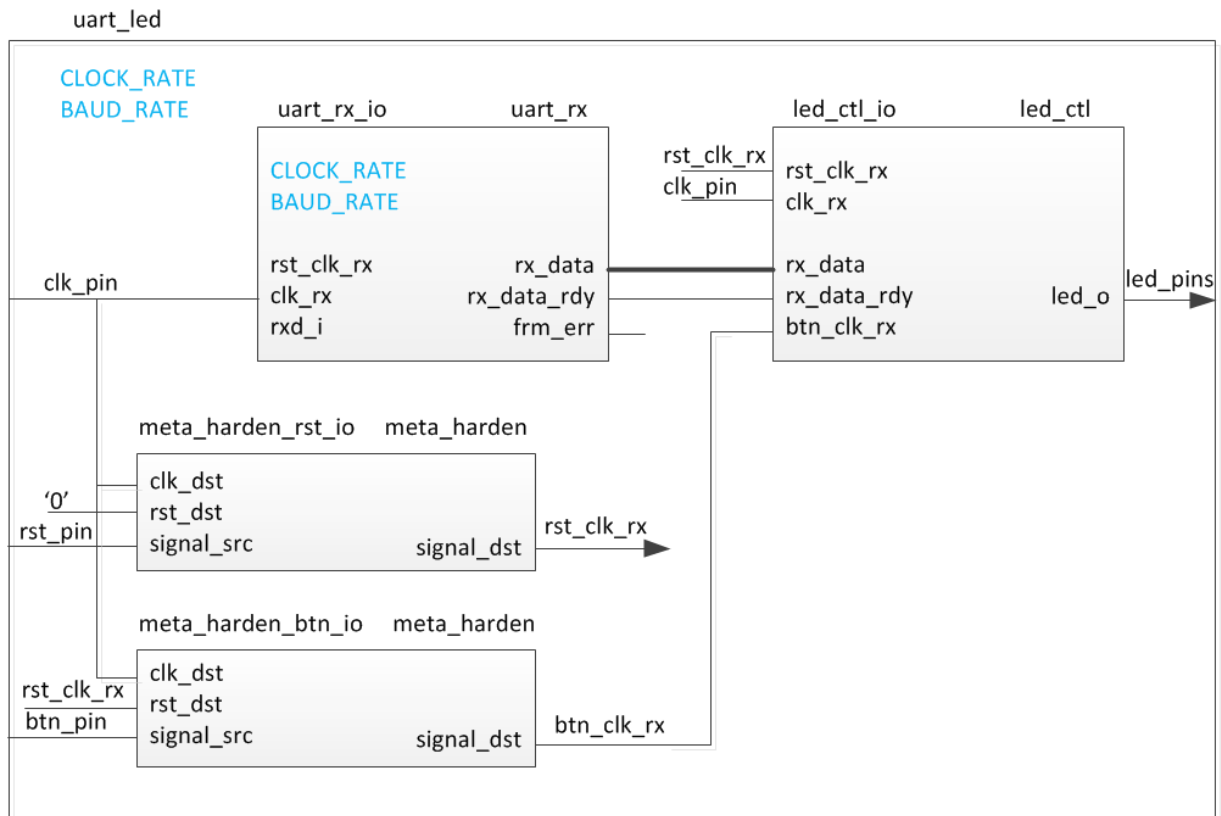 uart_led
CLOCK_RATE
BAUD_RATE
uart_rx_io uart_rx
CLOCK_RATE
BAUD_RATE
rst_clk_rx
clk_rx
rxd_i
rx_data
rx_data_rdy
frm_err
clk_pin
led_ctl_io led_ctl
rst_clk_rx
clk_pin
rst_clk_rx
clk_rx
rx_data
rx_data_rdy
btn_clk_rx
led_o
led_pins
meta_harden_rst_io meta_harden
clk_dst
rst_dst
signal_src
signal_dst
‘0’
rst_pin
rst_clk_rx
meta_harden_btn_io meta_harden
clk_dst
rst_dst
signal_src
signal_dst
rst_clk_rx
btn_pin
btn_clk_rx